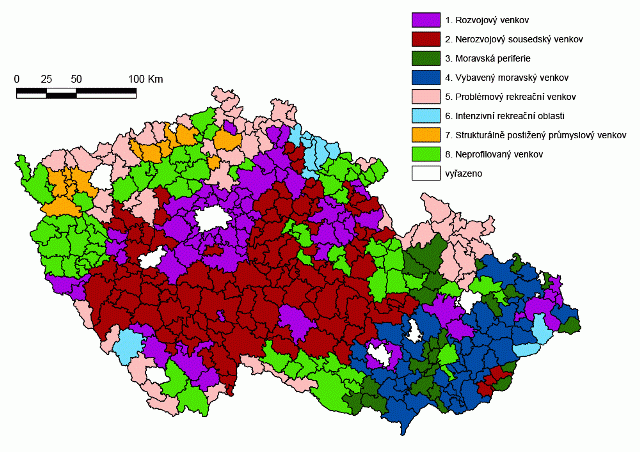 1. Rozvojový venkov
2. Nerozvojový sousedský venkov
3. Moravská periferie
4. Vybavený moravský venkov
5. Problémový rekreační venkov
6. Intenzivní rekreační oblasti
7. Strukturálně postižený průmyslový venkov
8. Neprofilovaný venkov
vyřazeno
0 25 50 100 Km